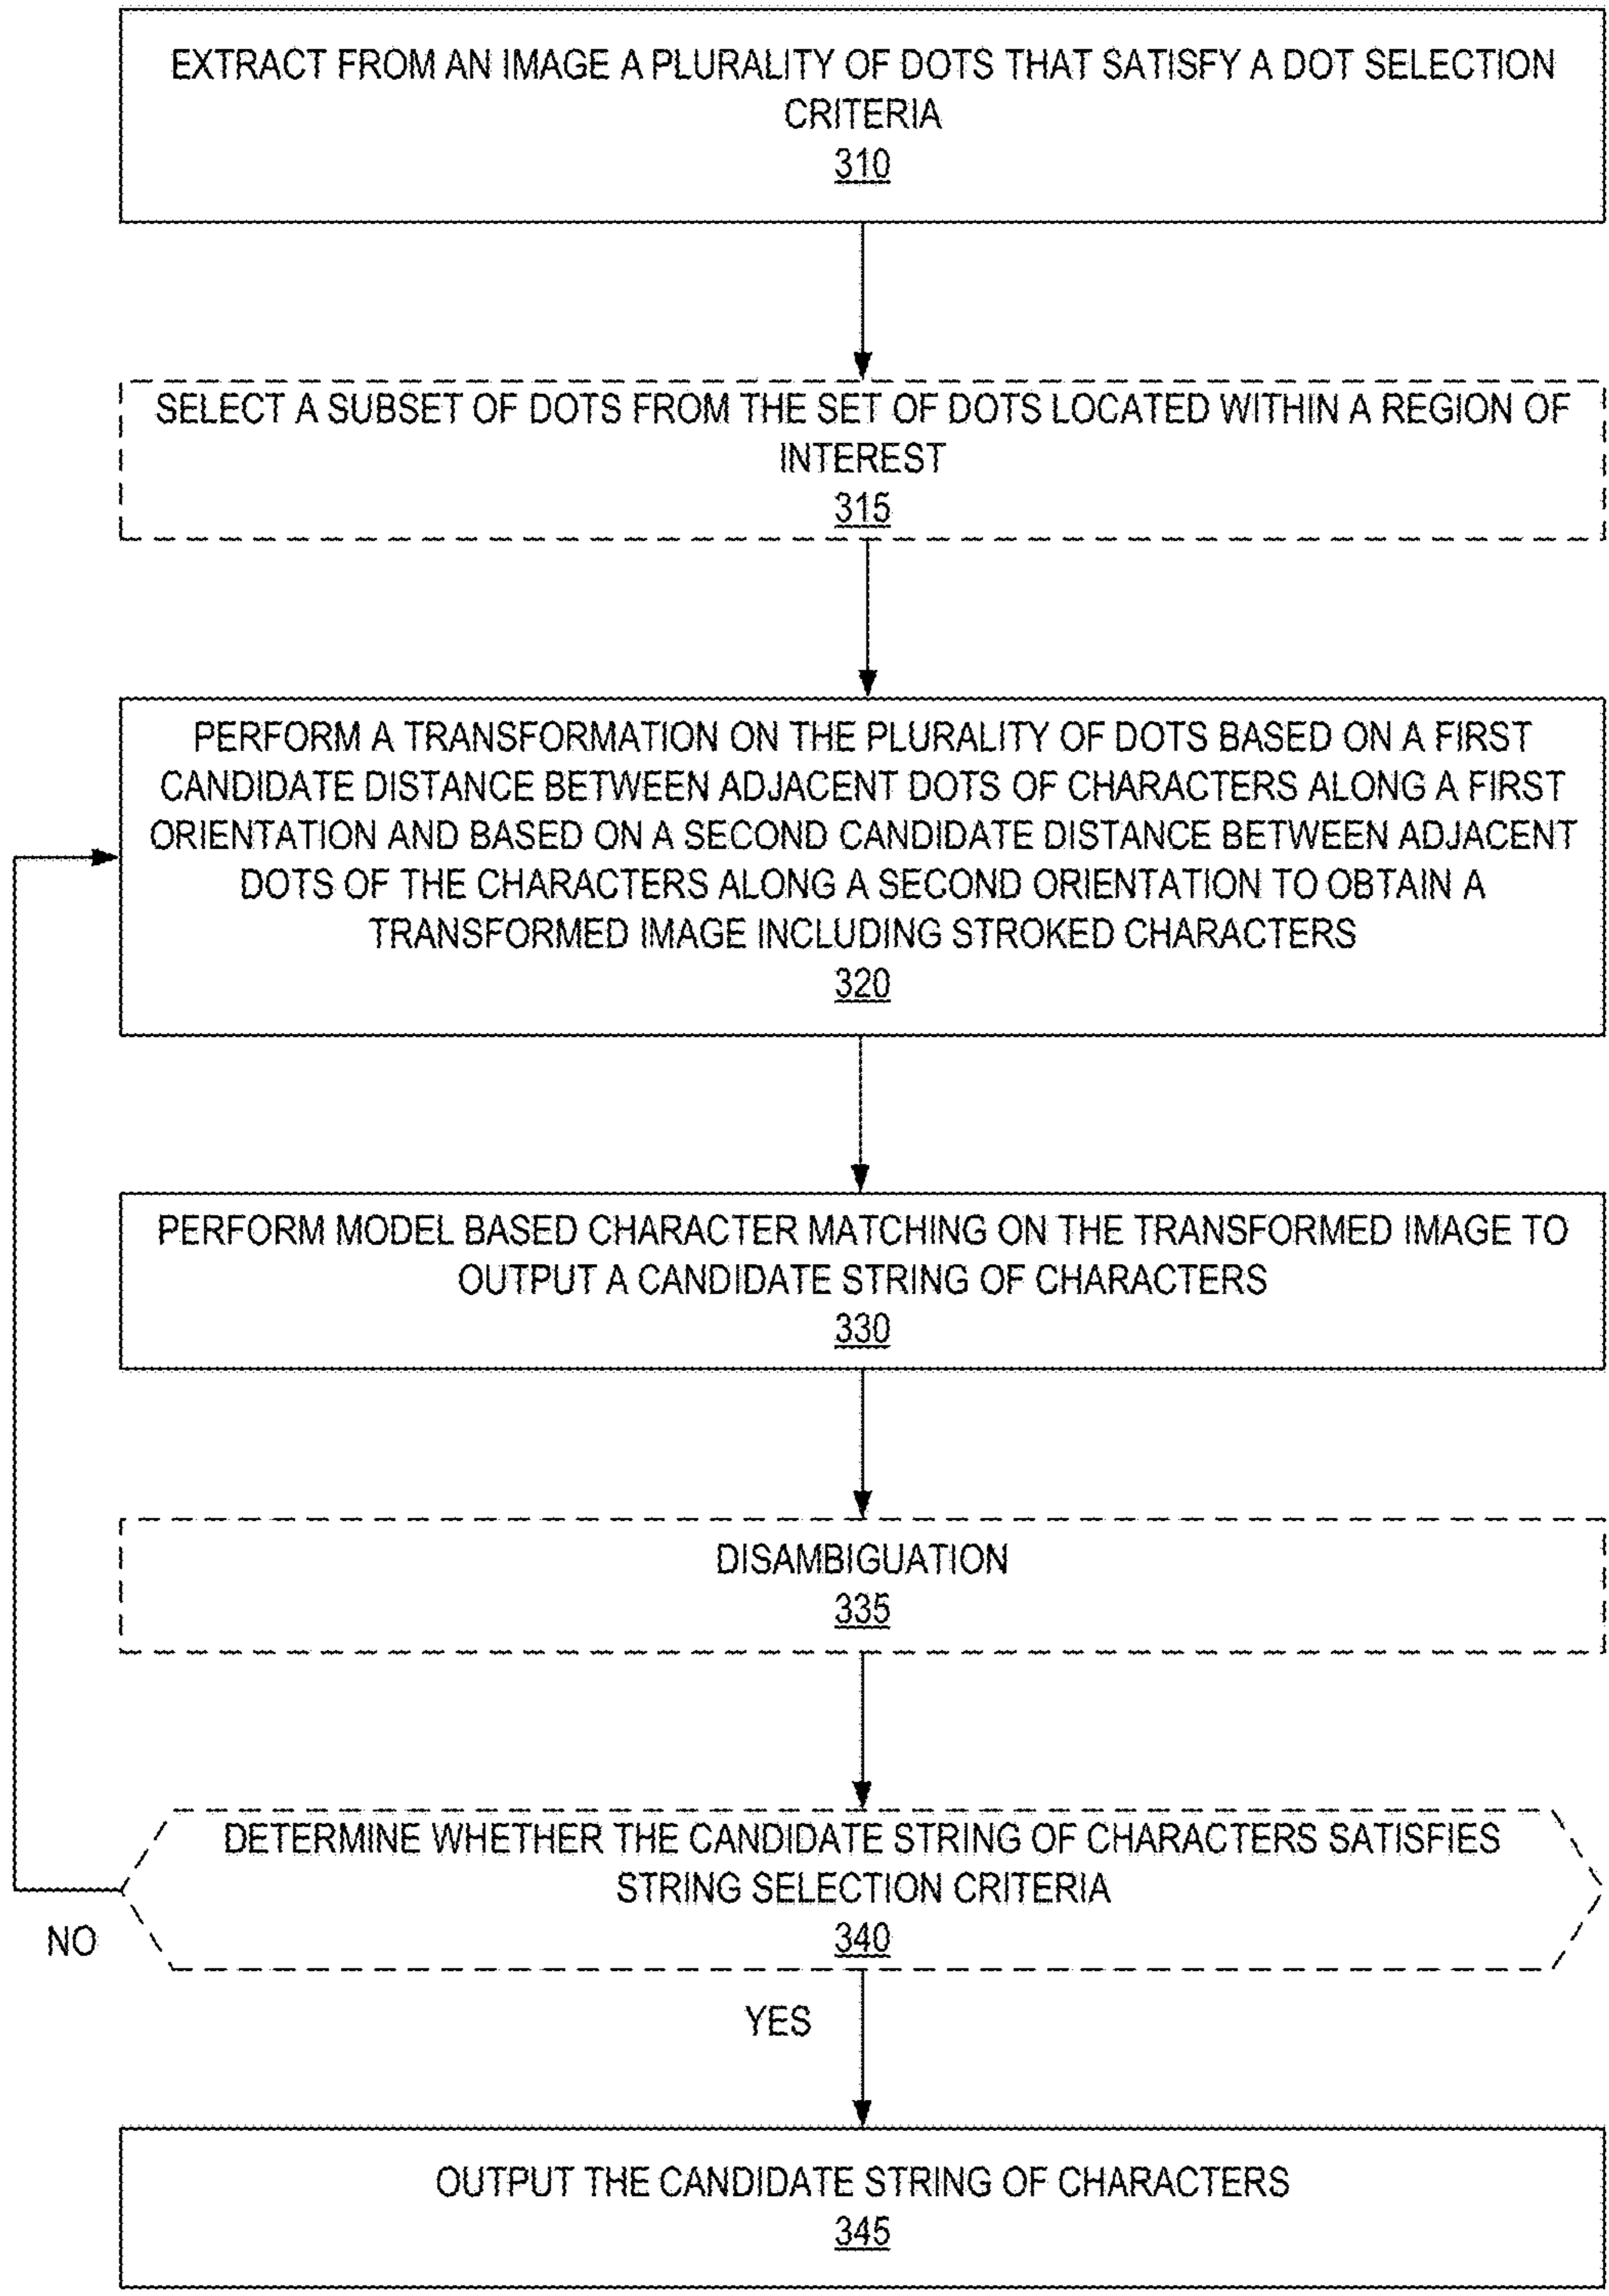 EXTRACT FROM AN IMAGE A PLURALITY OF DOTS THAT SATISFY A DOT SELECTION
CRITERIA
310
SELECT A SUBSET OF DOTS FROM THE SET OF DOTS LOCATED WITHIN A REGION OF
INTEREST
315
PERFORM A TRANSFORMATION ON THE PLURALITY OF DOTS BASED ON A FIRST
CANDIDATE DISTANCE BETWEEN ADJACENT DOTS OF CHARACTERS ALONG A FIRST
ORIENTATION AND BASED ON A SECOND CANDIDATE DISTANCE BETWEEN ADJACENT
DOTS OF THE CHARACTERS ALONG A SECOND ORIENTATION TO OBTAIN A
TRANSFORMED IMAGE INCLUDING STROKED CHARACTERS
320
PERFORM MODEL BASED CHARACTER MATCHING ON THE TRANSFORMED IMAGE TO
OUTPUT A CANDIDATE STRING OF CHARACTERS
330
DISAMBIGUATION
335
DETERMINE WHETHER THE CANDIDATE STRING OF CHARACTERS SATISFIES
STRING SELECTION CRITERIA
340
NO
YES
OUTPUT THE CANDIDATE STRING OF CHARACTERS
345